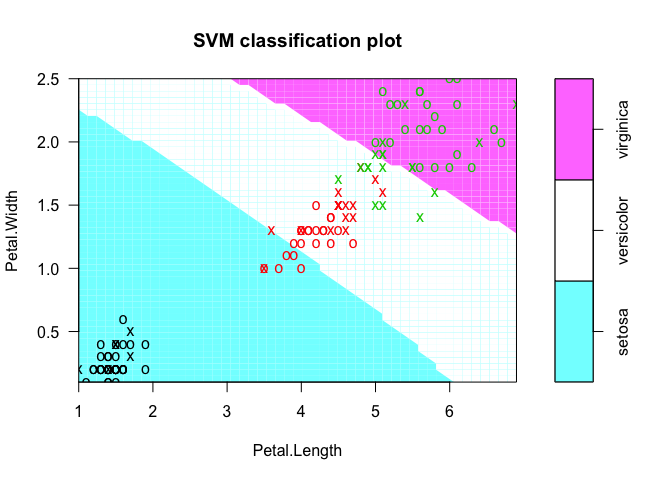 SVM classification plot
Petal.Width
2.5
2.0
1.5
1.0
0.5
1 2 3 4 5 6
Petal.Length
virginica
versicolor
setosa